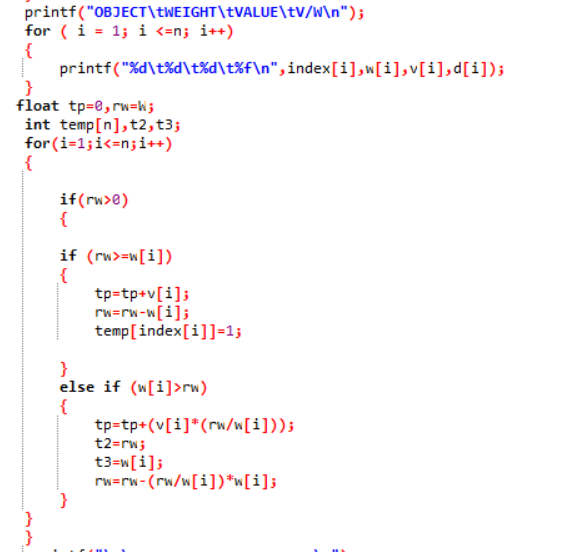 printf("OBJECT\tWEIGHT\tVALUE\tV/W\n");
for ( i = 1; i <=n; i++)
{
printf("%d\t%d\t%d\t%f\n",index[i],w[i],v[i],d[i]);
}
float tp=0,rw=W;
int temp[n],t2,t3;
for(i=1;i<=n;i++)
{
if(rw>0)
{
if (rw>=w[i])
{
tp=tp+v[i];
rw=rw-w[i];
temp[index[i]]=1;
}
else if (w[i]>rw)
{
tp=tp+(v[i]*(rw/w[i]));
t2=rw;
t3=w[i];
rw=rw-(rw/w[i])*w[i];
}
}
}